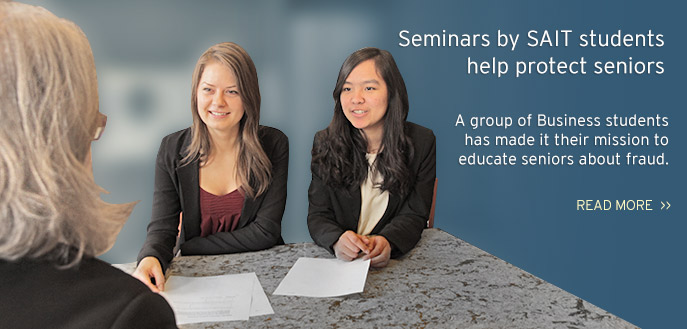 Seminars by SAIT students
help protect seniors
A group of Business students
has made it their mission to
educate seniors about fraud.
READ MORE >>